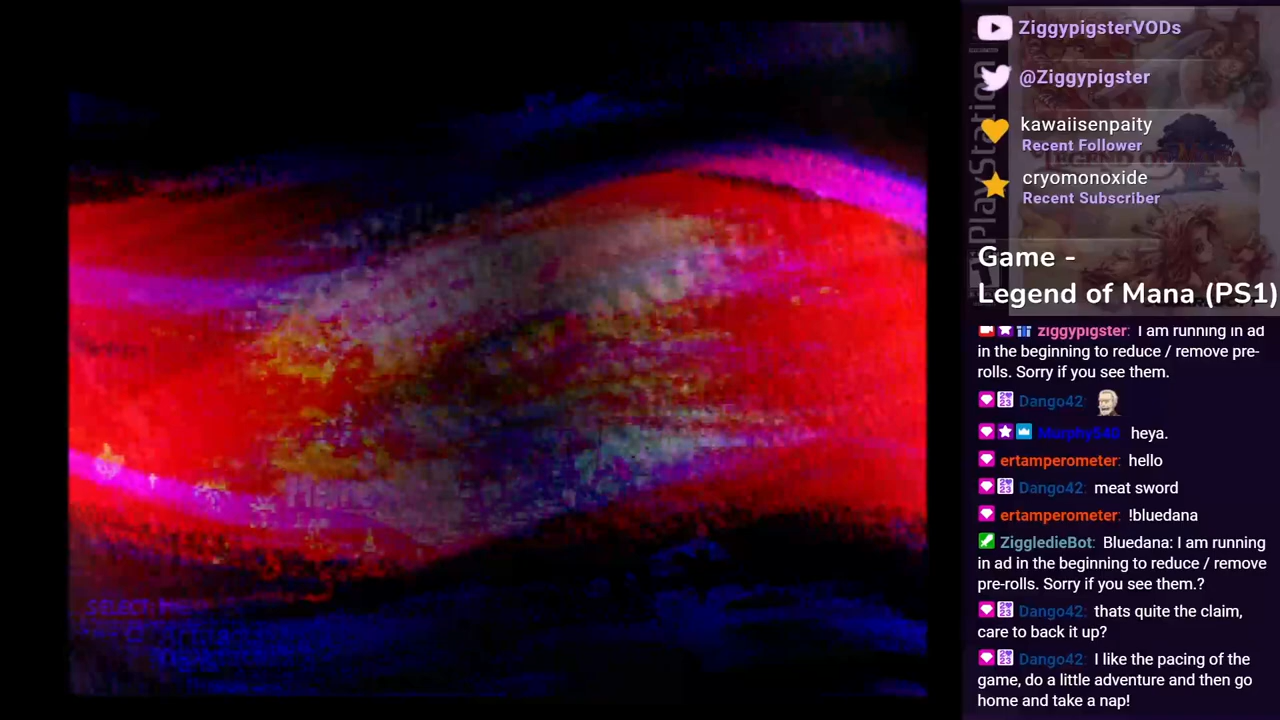 ZiggypigsterVODs
@Ziggypigster
kawaiisenpaity
Recent Follower
cryomonoxide
Recent Subscriber
PlayStation
Game -
Legend of Mana (PS1)
ziggypigster: I am running in ad
in the beginning to reduce / remove pre-
rolls. Sorry if you see them.
Dango42:
Murphy540 heya.
ertamperometer: hello
Dango42: meat sword
ertamperometer: !bluedana
ZiggledieBot: Bluedana: I am running
in ad in the beginning to reduce / remove
pre-rolls. Sorry if you see them.?
Dango42: thats quite the claim,
care to back it up?
Dango42: I like the pacing of the
game, do a little adventure and then go
home and take a nap!
SELECT: